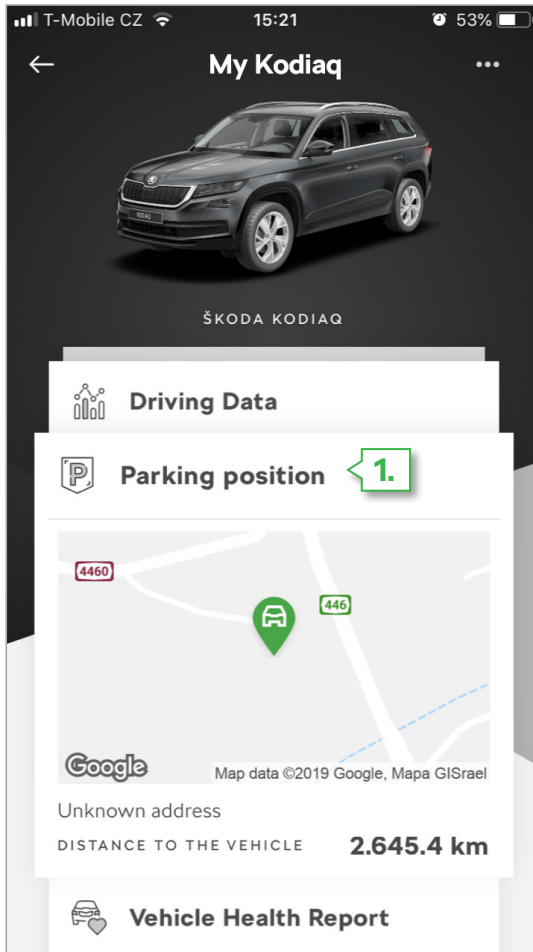 T-Mobile CZ 15:21 53%
My Kodiaq
KODIAQ
ŠKODA KODIAQ
Driving Data
P Parking position 1.
4460
446
Google Map data ©2019 Google, Mapa GISrael
Unknown address
DISTANCE TO THE VEHICLE 2.645.4 km
Vehicle Health Report